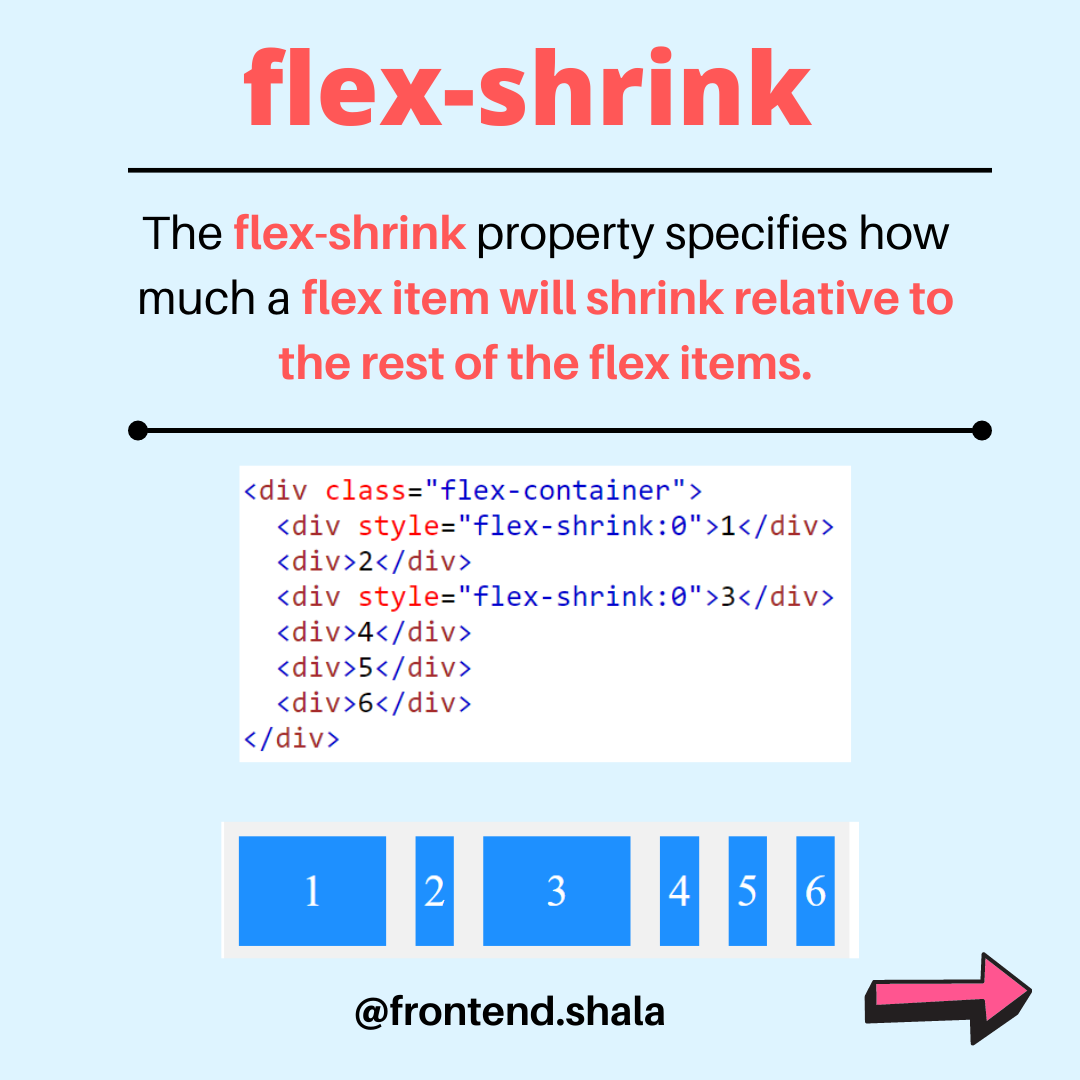 flex-shrink
The flex-shrink property specifies how
much a flex item will shrink relative to
the rest of the flex items.
<div class="flex-container">
  <div style="flex-shrink:0">1</div>
  <div>2</div>
  <div style="flex-shrink:0">3</div>
  <div>4</div>
  <div>5</div>
  <div>6</div>
</div>
1 2 3 4 5 6
@frontend.shala